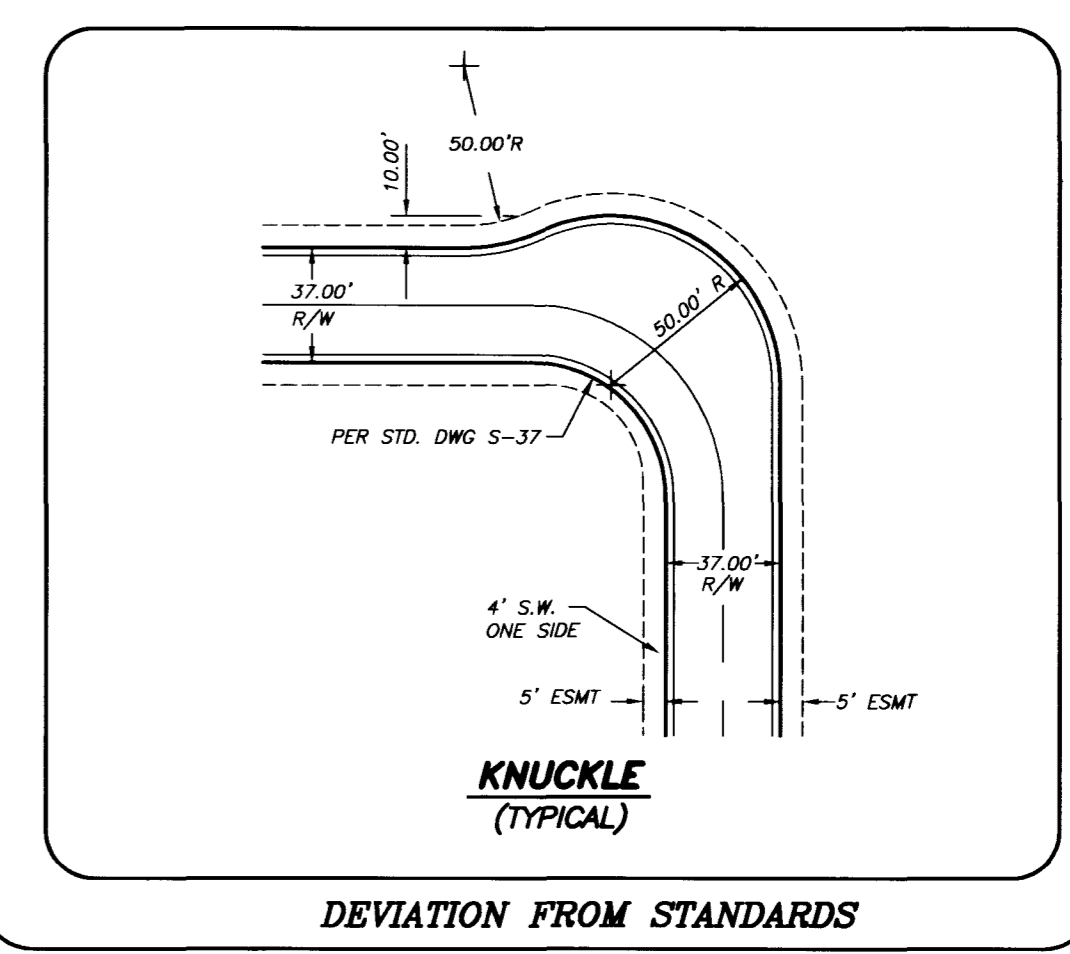 50.00'R
10.00'
37.00'
R/W
50.00' R
PER STD. DWG S-37
37.00'
R/W
4' S.W.
ONE SIDE
5' ESMT
5' ESMT
KNUCKLE
(TYPICAL)
DEVIATION FROM STANDARDS